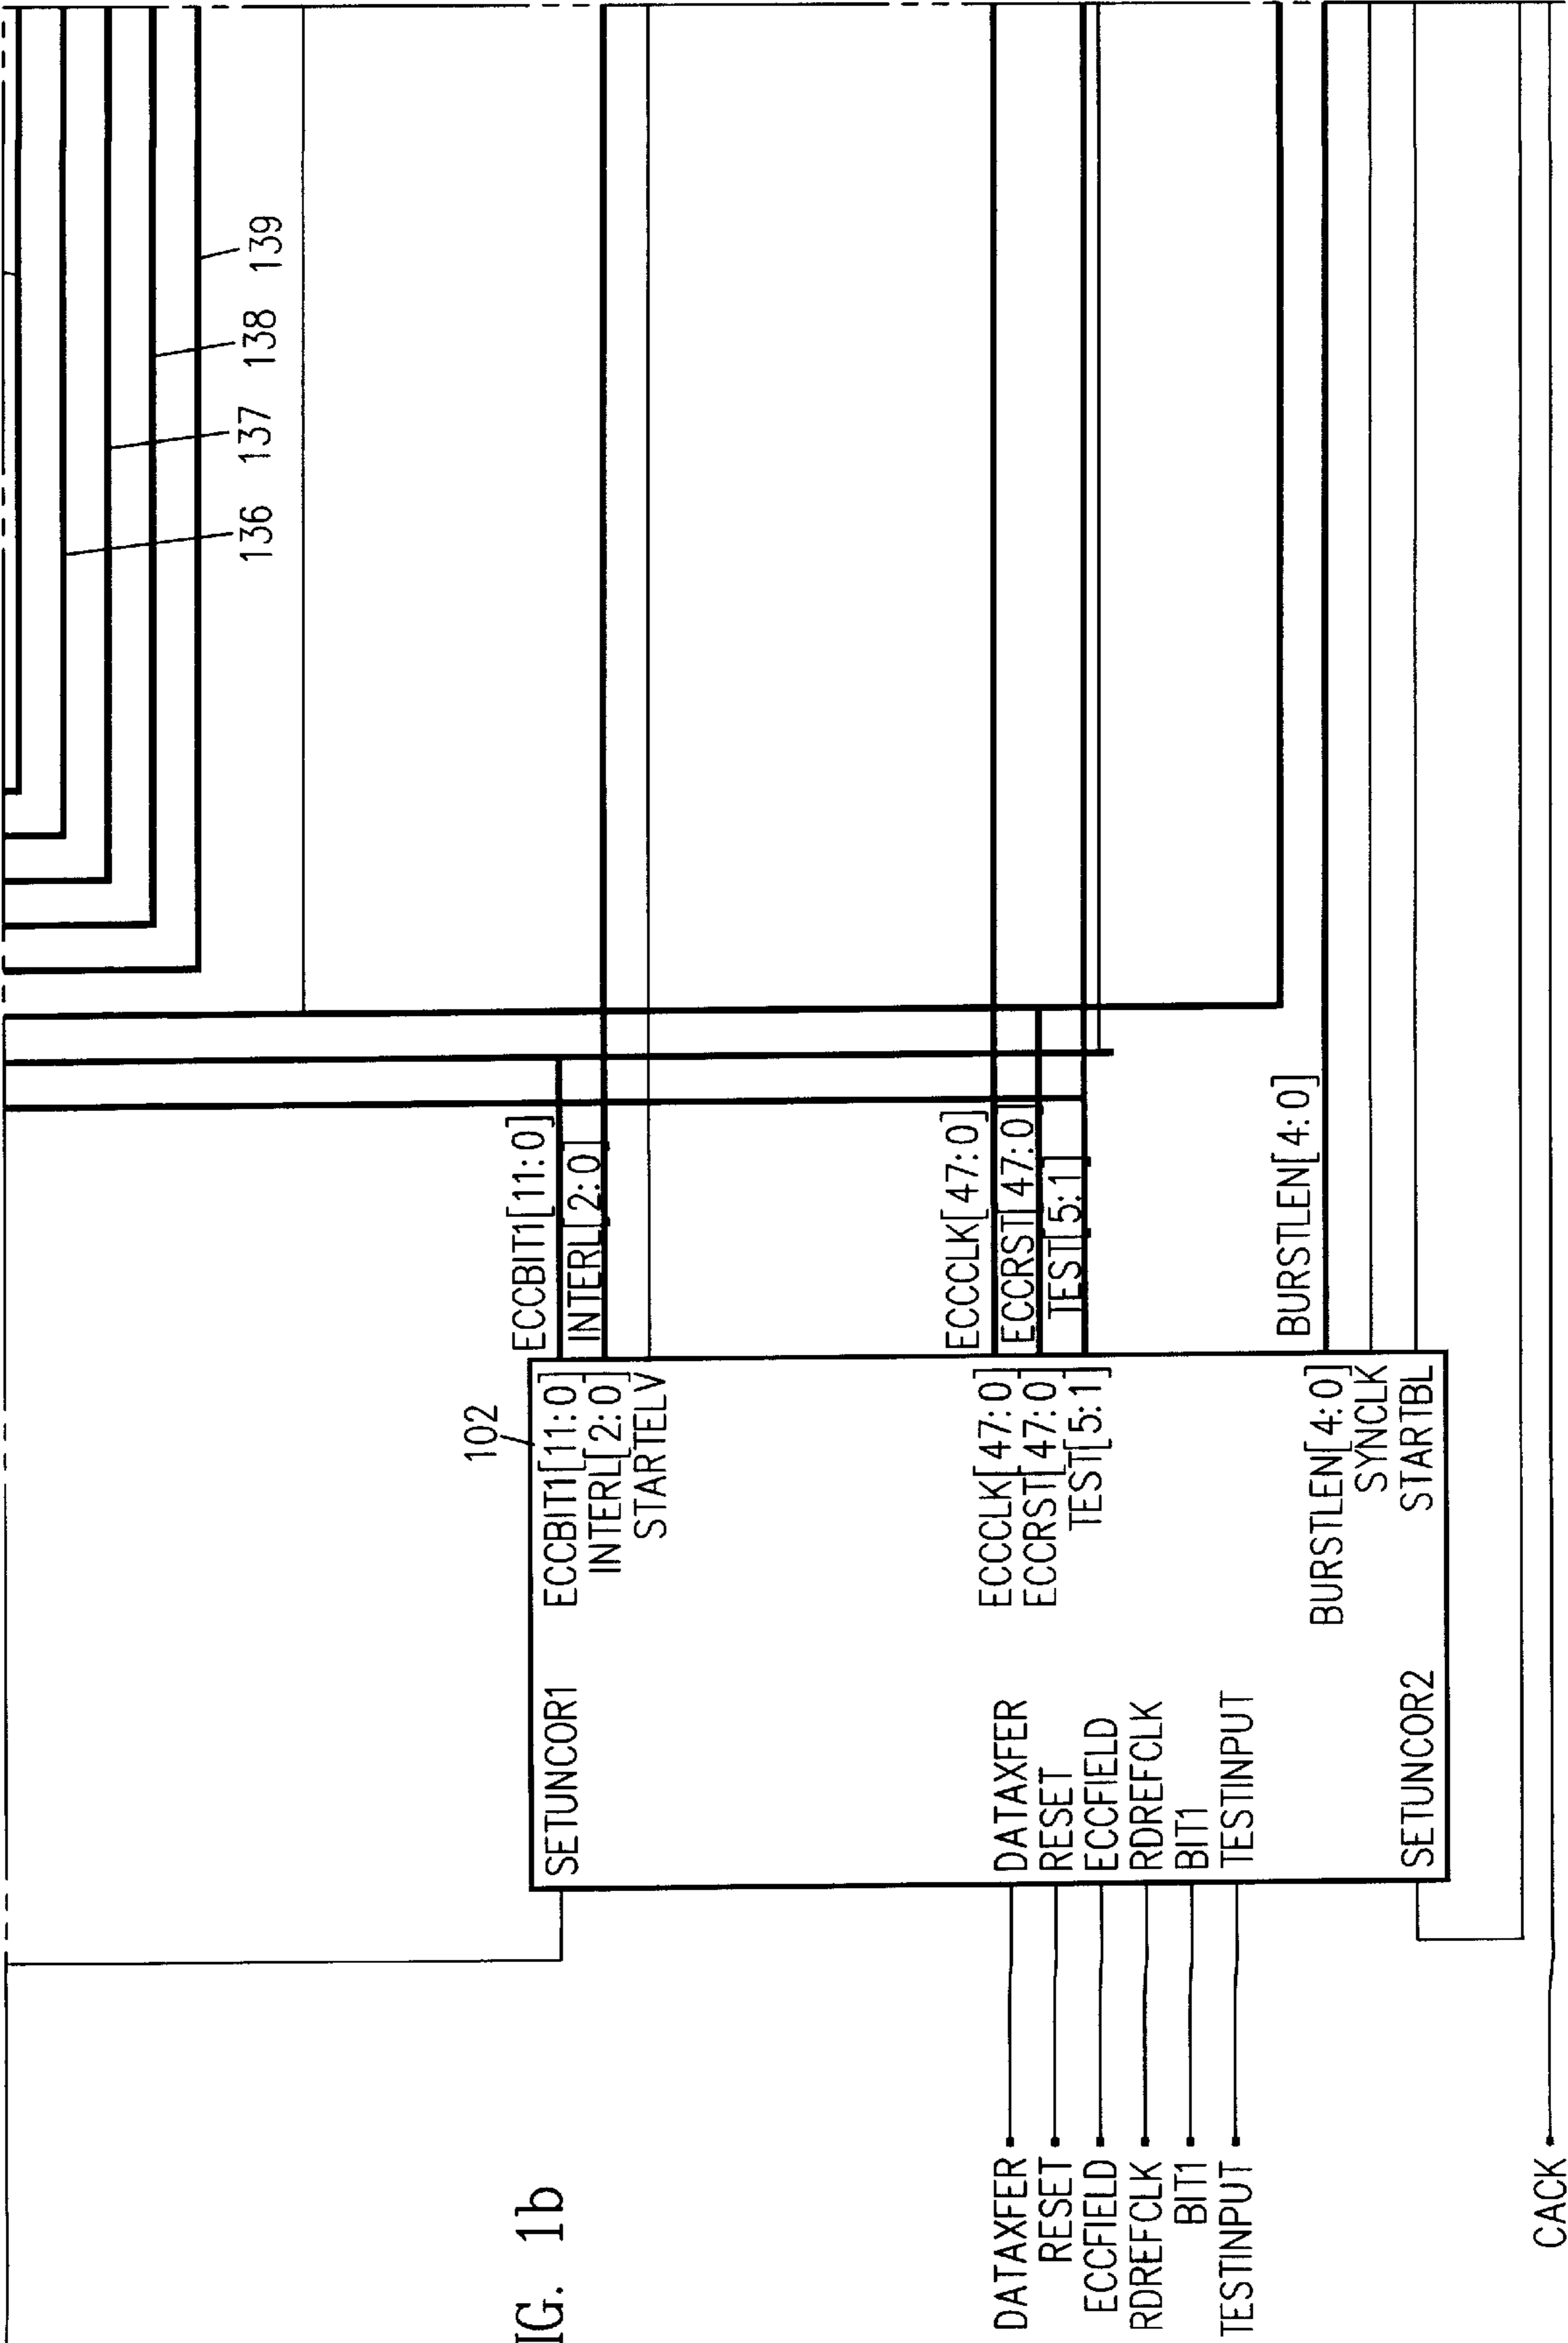 IG. 1b
136
137
138
139
102
ECCBIT1[11:0]
INTERL[2:0]
ECCCLK[47:0]
ECCRST[47:0]
TEST[5:1]
BURSTLEN[4:0]
SETUNCOR1
ECCBIT1[11:0]
INTERL[2:0]
STARTELV
ECCCLK[47:0]
ECCRST[47:0]
TEST[5:1]
DATAXFER
RESET
ECCFIELD
RDREFCLK
BIT1
TESTINPUT
BURSTLEN[4:0]
SYNCLK
STARTBL
SETUNCOR2
DATAXFER
RESET
ECCFIELD
RDREFCLK
BIT1
TESTINPUT
CACK